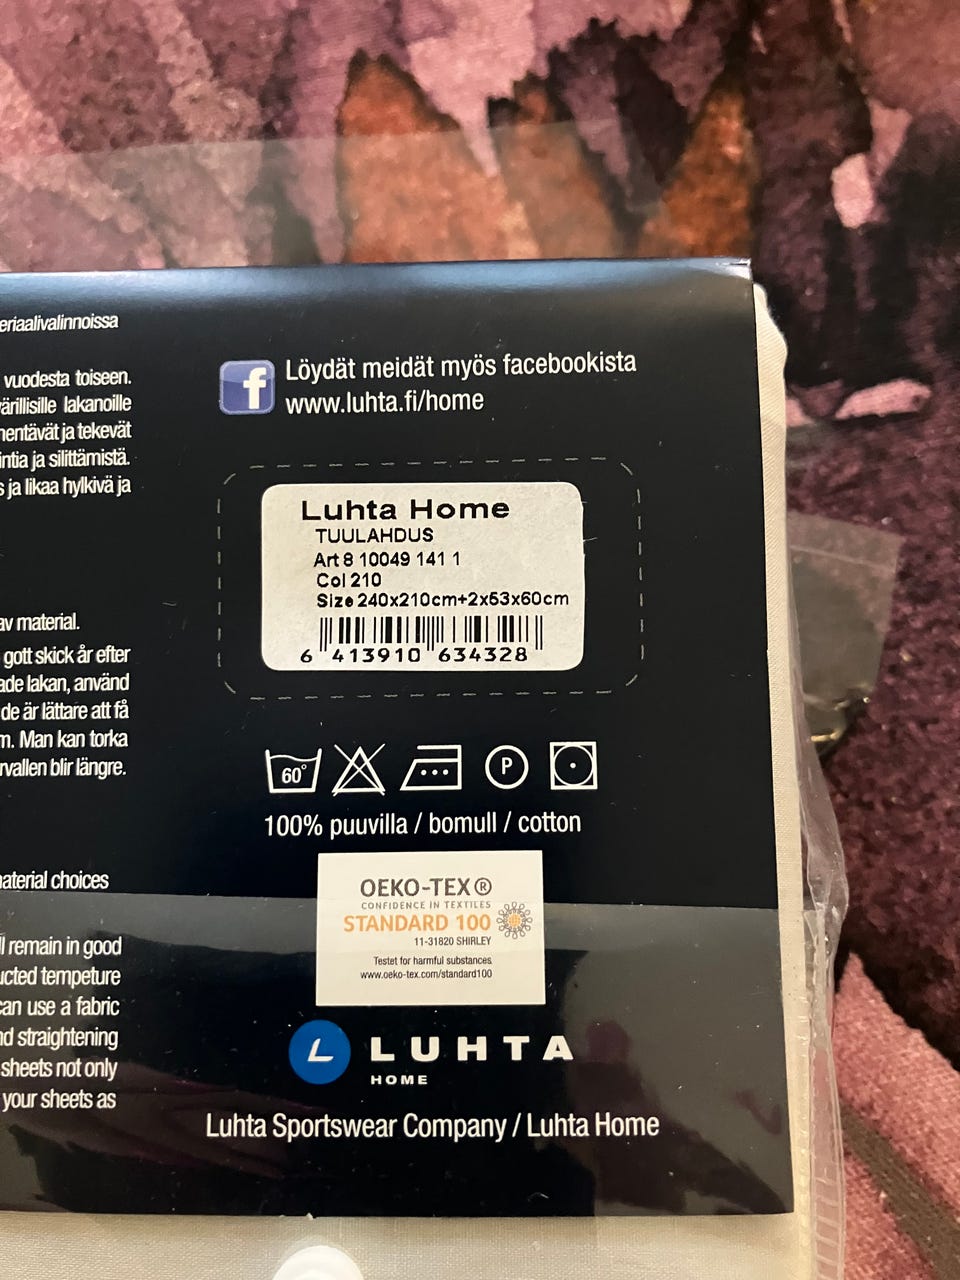 eriaalivalinnoissa
vuodesta toiseen.
ärillisille lakanoille
nentävät ja tekevät
intia ja silittämistä.
s ja likaa hylkivä ja
av material.
gott skick år efter
ade lakan, använd
de är lättare att få
m. Man kan torka
rvallen blir längre.
naterial choices
ll remain in good
ucted tempeture
can use a fabric
nd straightening
sheets not only
your sheets as
f
Löydät meidät myös facebookista
www.luhta.fi/home
Luhta Home
TUULAHDUS
Art 8 10049 141 1
Col 210
Size 240x210cm+2x53x60cm
6 413910 634328
60° P
100% puuvilla / bomull / cotton
OEKO-TEX®
CONFIDENCE IN TEXTILES
STANDARD 100
11-31820 SHIRLEY
Testet for harmful substances
www.oeko-tex.com/standard100
L LUHTA
HOME
Luhta Sportswear Company / Luhta Home